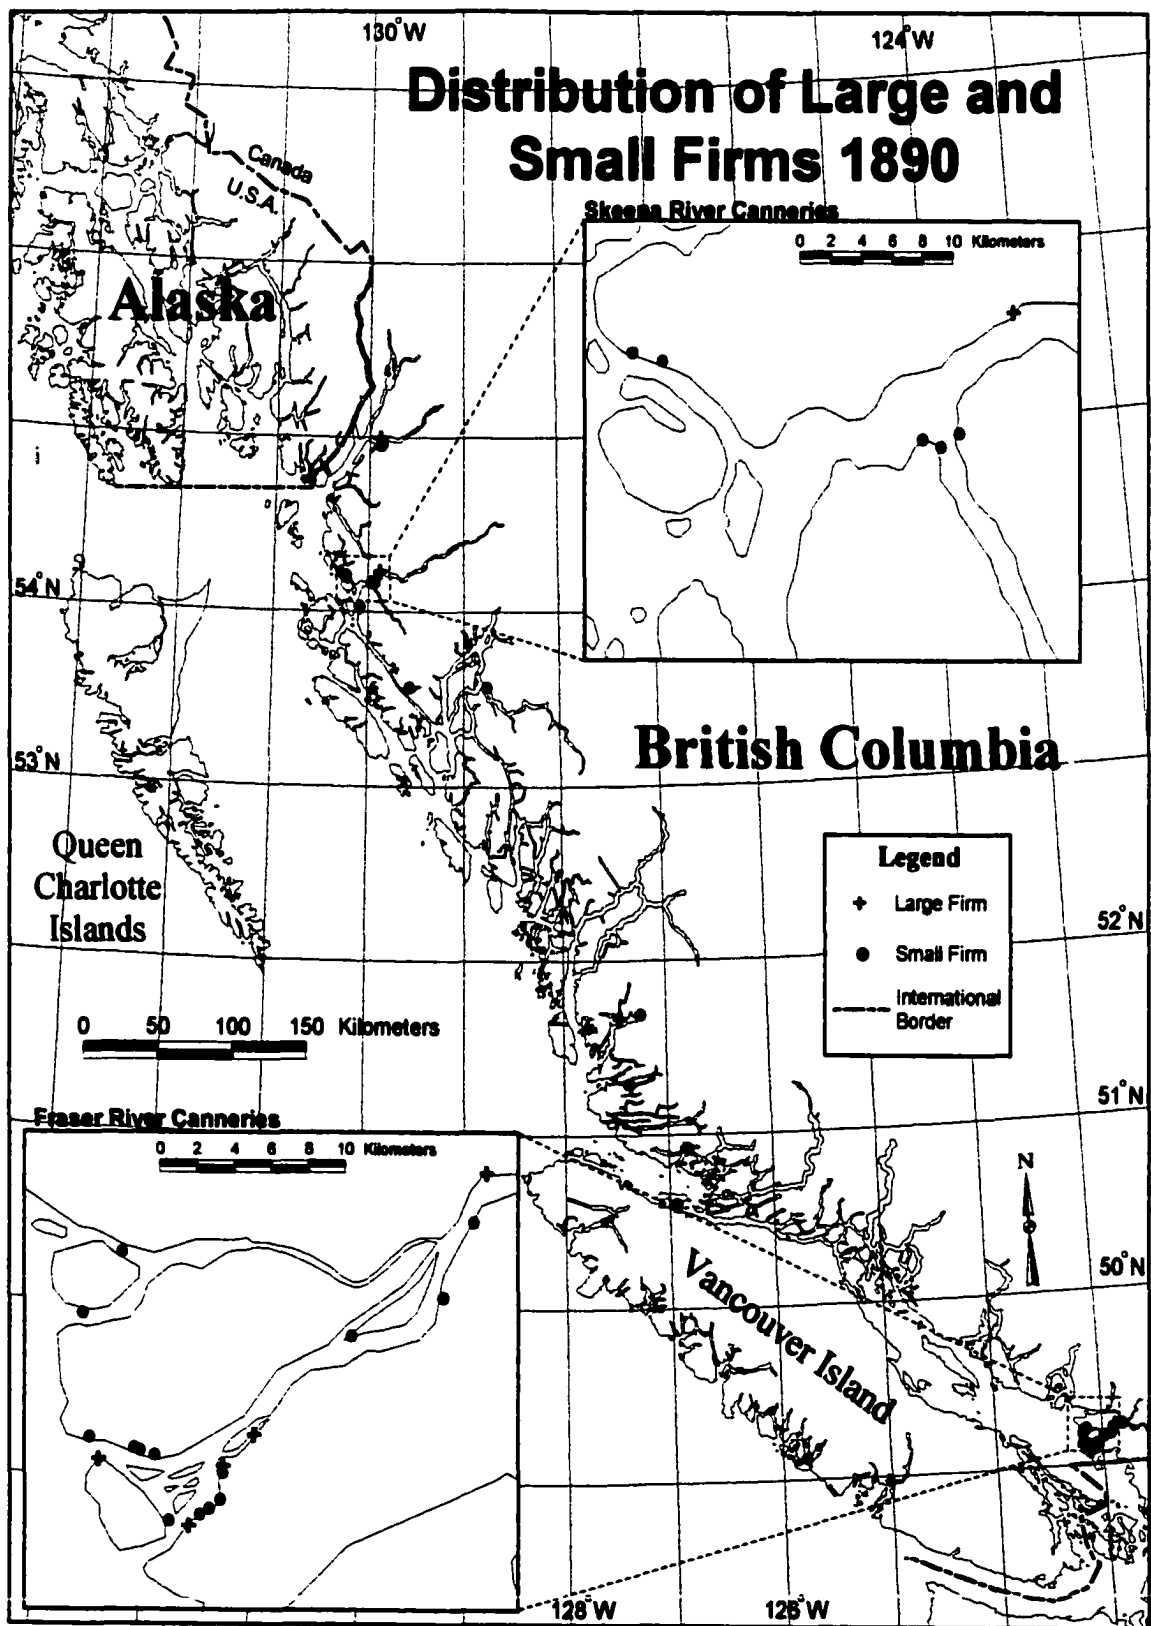 130°W
124°W
Distribution of Large and
Small Firms 1890
Canada
U.S.A.
Skeena River Canneries
0 2 4 6 8 10 Kilometers
Alaska
54°N
53°N
British Columbia
Queen
Charlotte
Islands
Legend
Large Firm
Small Firm
International
Border
52°N
0 50 100 150 Kilometers
51°N
Fraser River Canneries
0 2 4 6 8 10 Kilometers
N
50°N
Vancouver Island
128°W
126°W